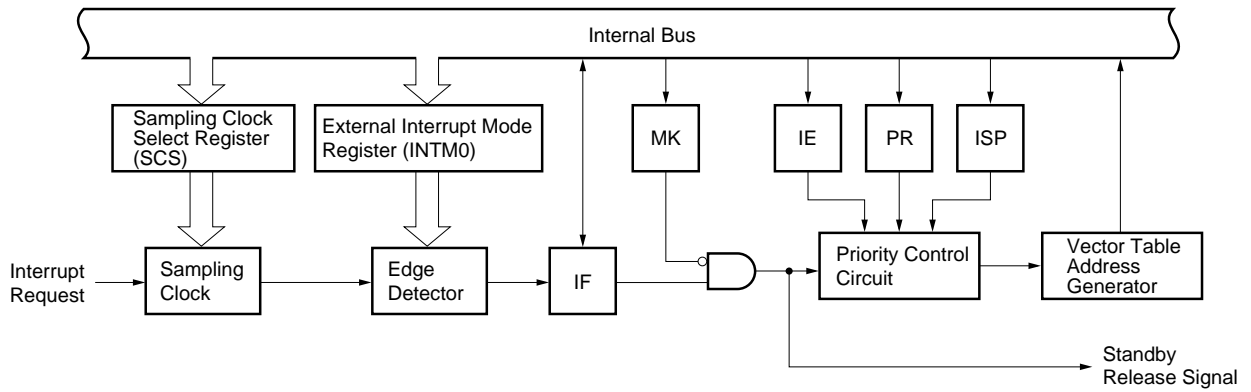 Internal Bus
Sampling Clock
Select Register
(SCS)
External Interrupt Mode
Register (INTM0)
MK
IE
PR
ISP
Interrupt
Request
Sampling
Clock
Edge
Detector
IF
Priority Control
Circuit
Vector Table
Address
Generator
Standby
Release Signal